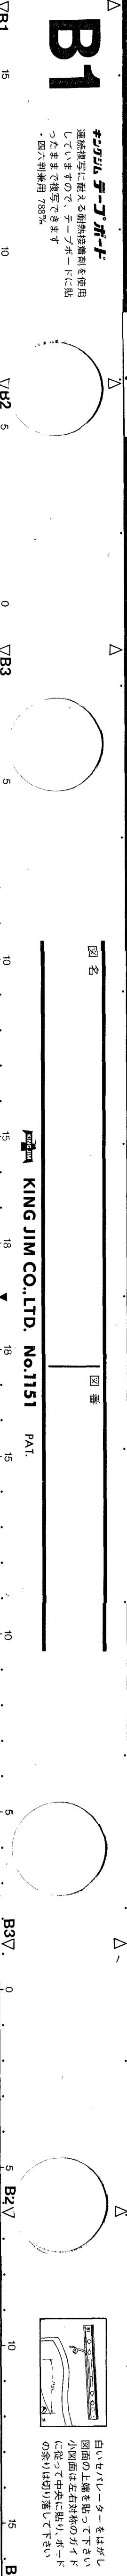 B1
キングジム テープボード
連続複写に耐える耐熱接着剤を使用
していますので、テープボードに貼
ったままで複写できます
・四六判兼用 788%
図名
図番
KINGJIM
KING JIM CO.,LTD. No.1151 PAT.
白いセパレーターをはがし
図面の上端を貼って下さい
小図面は左右対称のガイド
に従って中央に貼り、ボード
の余りは切り落して下さい
▽B1 15 10 ▽B2 5 0 ▽B3 5 10 15 18 18 15 10 5 B3▽ 0 5 B2▽ 10 15 B